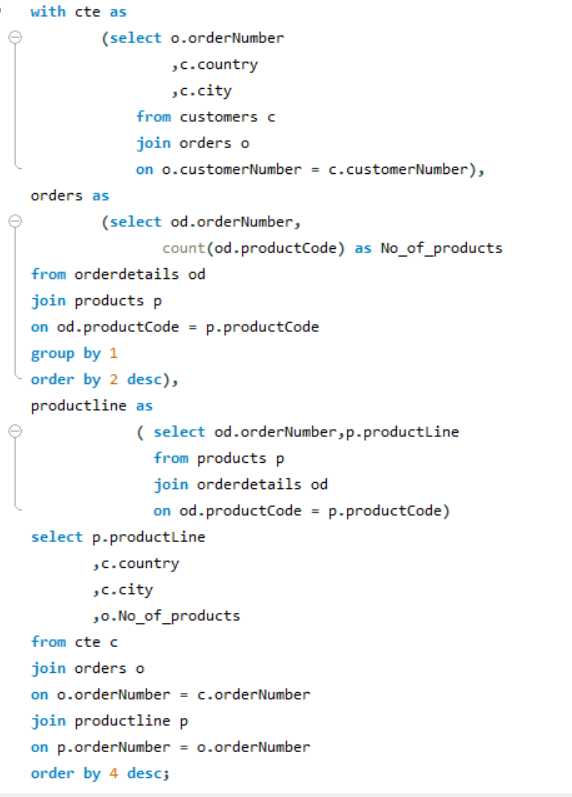 with cte as
(select o.orderNumber
,c.country
,c.city
from customers c
join orders o
on o.customerNumber = c.customerNumber),
orders as
(select od.orderNumber,
count(od.productCode) as No_of_products
from orderdetails od
join products p
on od.productCode = p.productCode
group by 1
order by 2 desc),
productline as
( select od.orderNumber,p.productLine
from products p
join orderdetails od
on od.productCode = p.productCode)
select p.productLine
,c.country
,c.city
,o.No_of_products
from cte c
join orders o
on o.orderNumber = c.orderNumber
join productline p
on p.orderNumber = o.orderNumber
order by 4 desc;